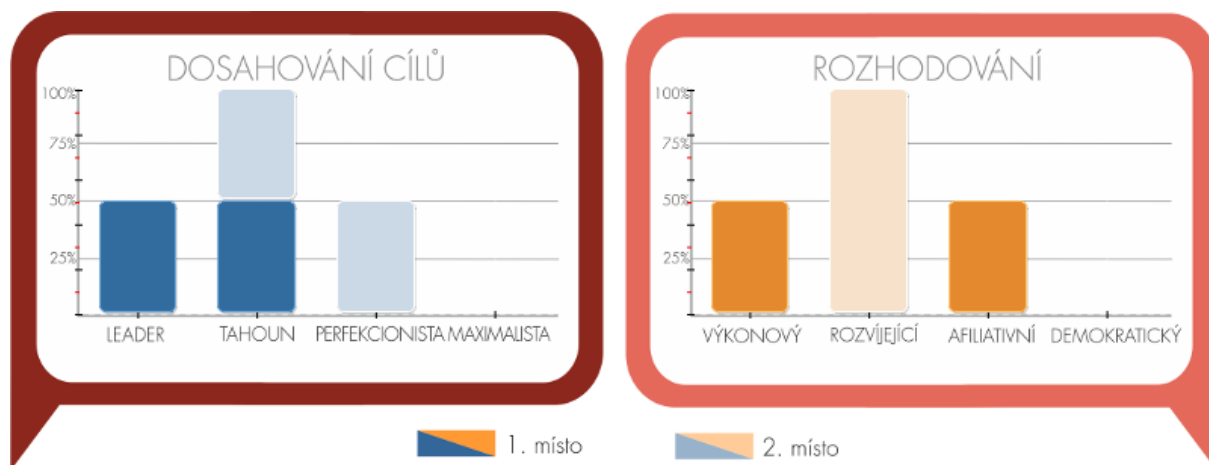 DOSAHOVÁNÍ CÍLŮ
100%
75%
50%
25%
LEADER TAHOUN PERFEKCIONISTA MAXIMALISTA
ROZHODOVÁNÍ
100%
75%
50%
25%
VÝKONOVÝ ROZVÍJEJÍCÍ AFILIATIVNÍ DEMOKRATICKÝ
1. místo
2. místo